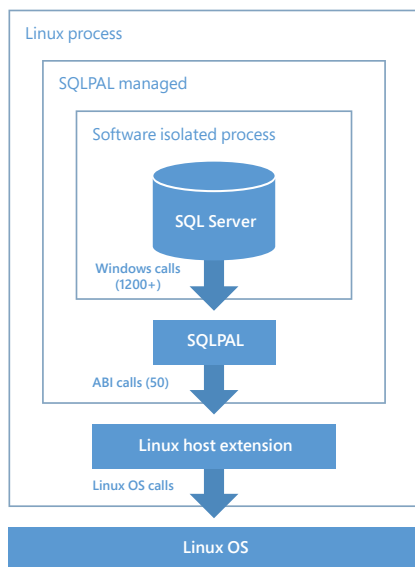 Linux process
SQLPAL managed
Software isolated process
SQL Server
Windows calls
(1200+)
SQLPAL
ABI calls (50)
Linux host extension
Linux OS calls
Linux OS